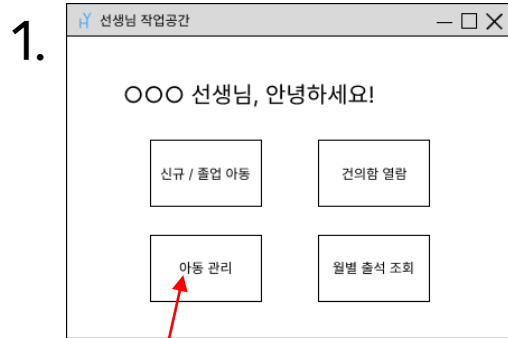 1.
HY 선생님 작업공간
○○○ 선생님, 안녕하세요!
신규 / 졸업 아동
건의함 열람
아동 관리
월별 출석 조회